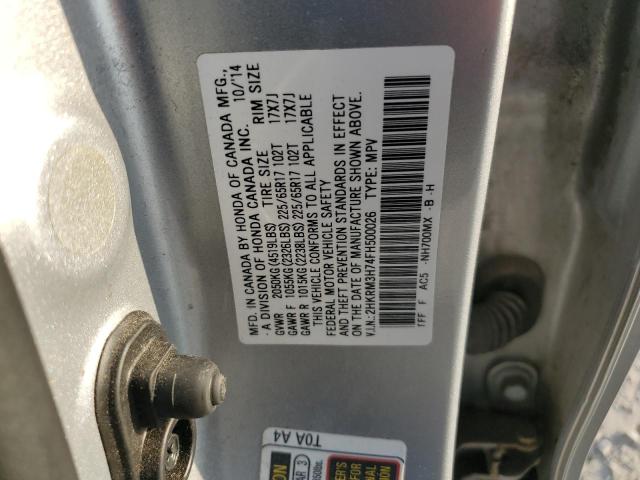 MFD. IN CANADA BY HONDA OF CANADA MFG.,
A DIVISION OF HONDA CANADA INC. 10/'14
TIRE SIZE RIM SIZE
GVWR 2050KG(4519LBS)
GAWR F 1055KG(2326LBS) 225/65R17 102T 17X7J
GAWR R 1015KG(2238LBS) 225/65R17 102T 17X7J
THIS VEHICLE CONFORMS TO ALL APPLICABLE
FEDERAL MOTOR VEHICLE SAFETY
AND THEFT PREVENTION STANDARDS IN EFFECT
ON THE DATE OF MANUFACTURE SHOWN ABOVE.
V.I.N.:2HKRM3H74FH500026 TYPE: MPV
FFF F AC5 -NH700MX -B -H
T0A A4